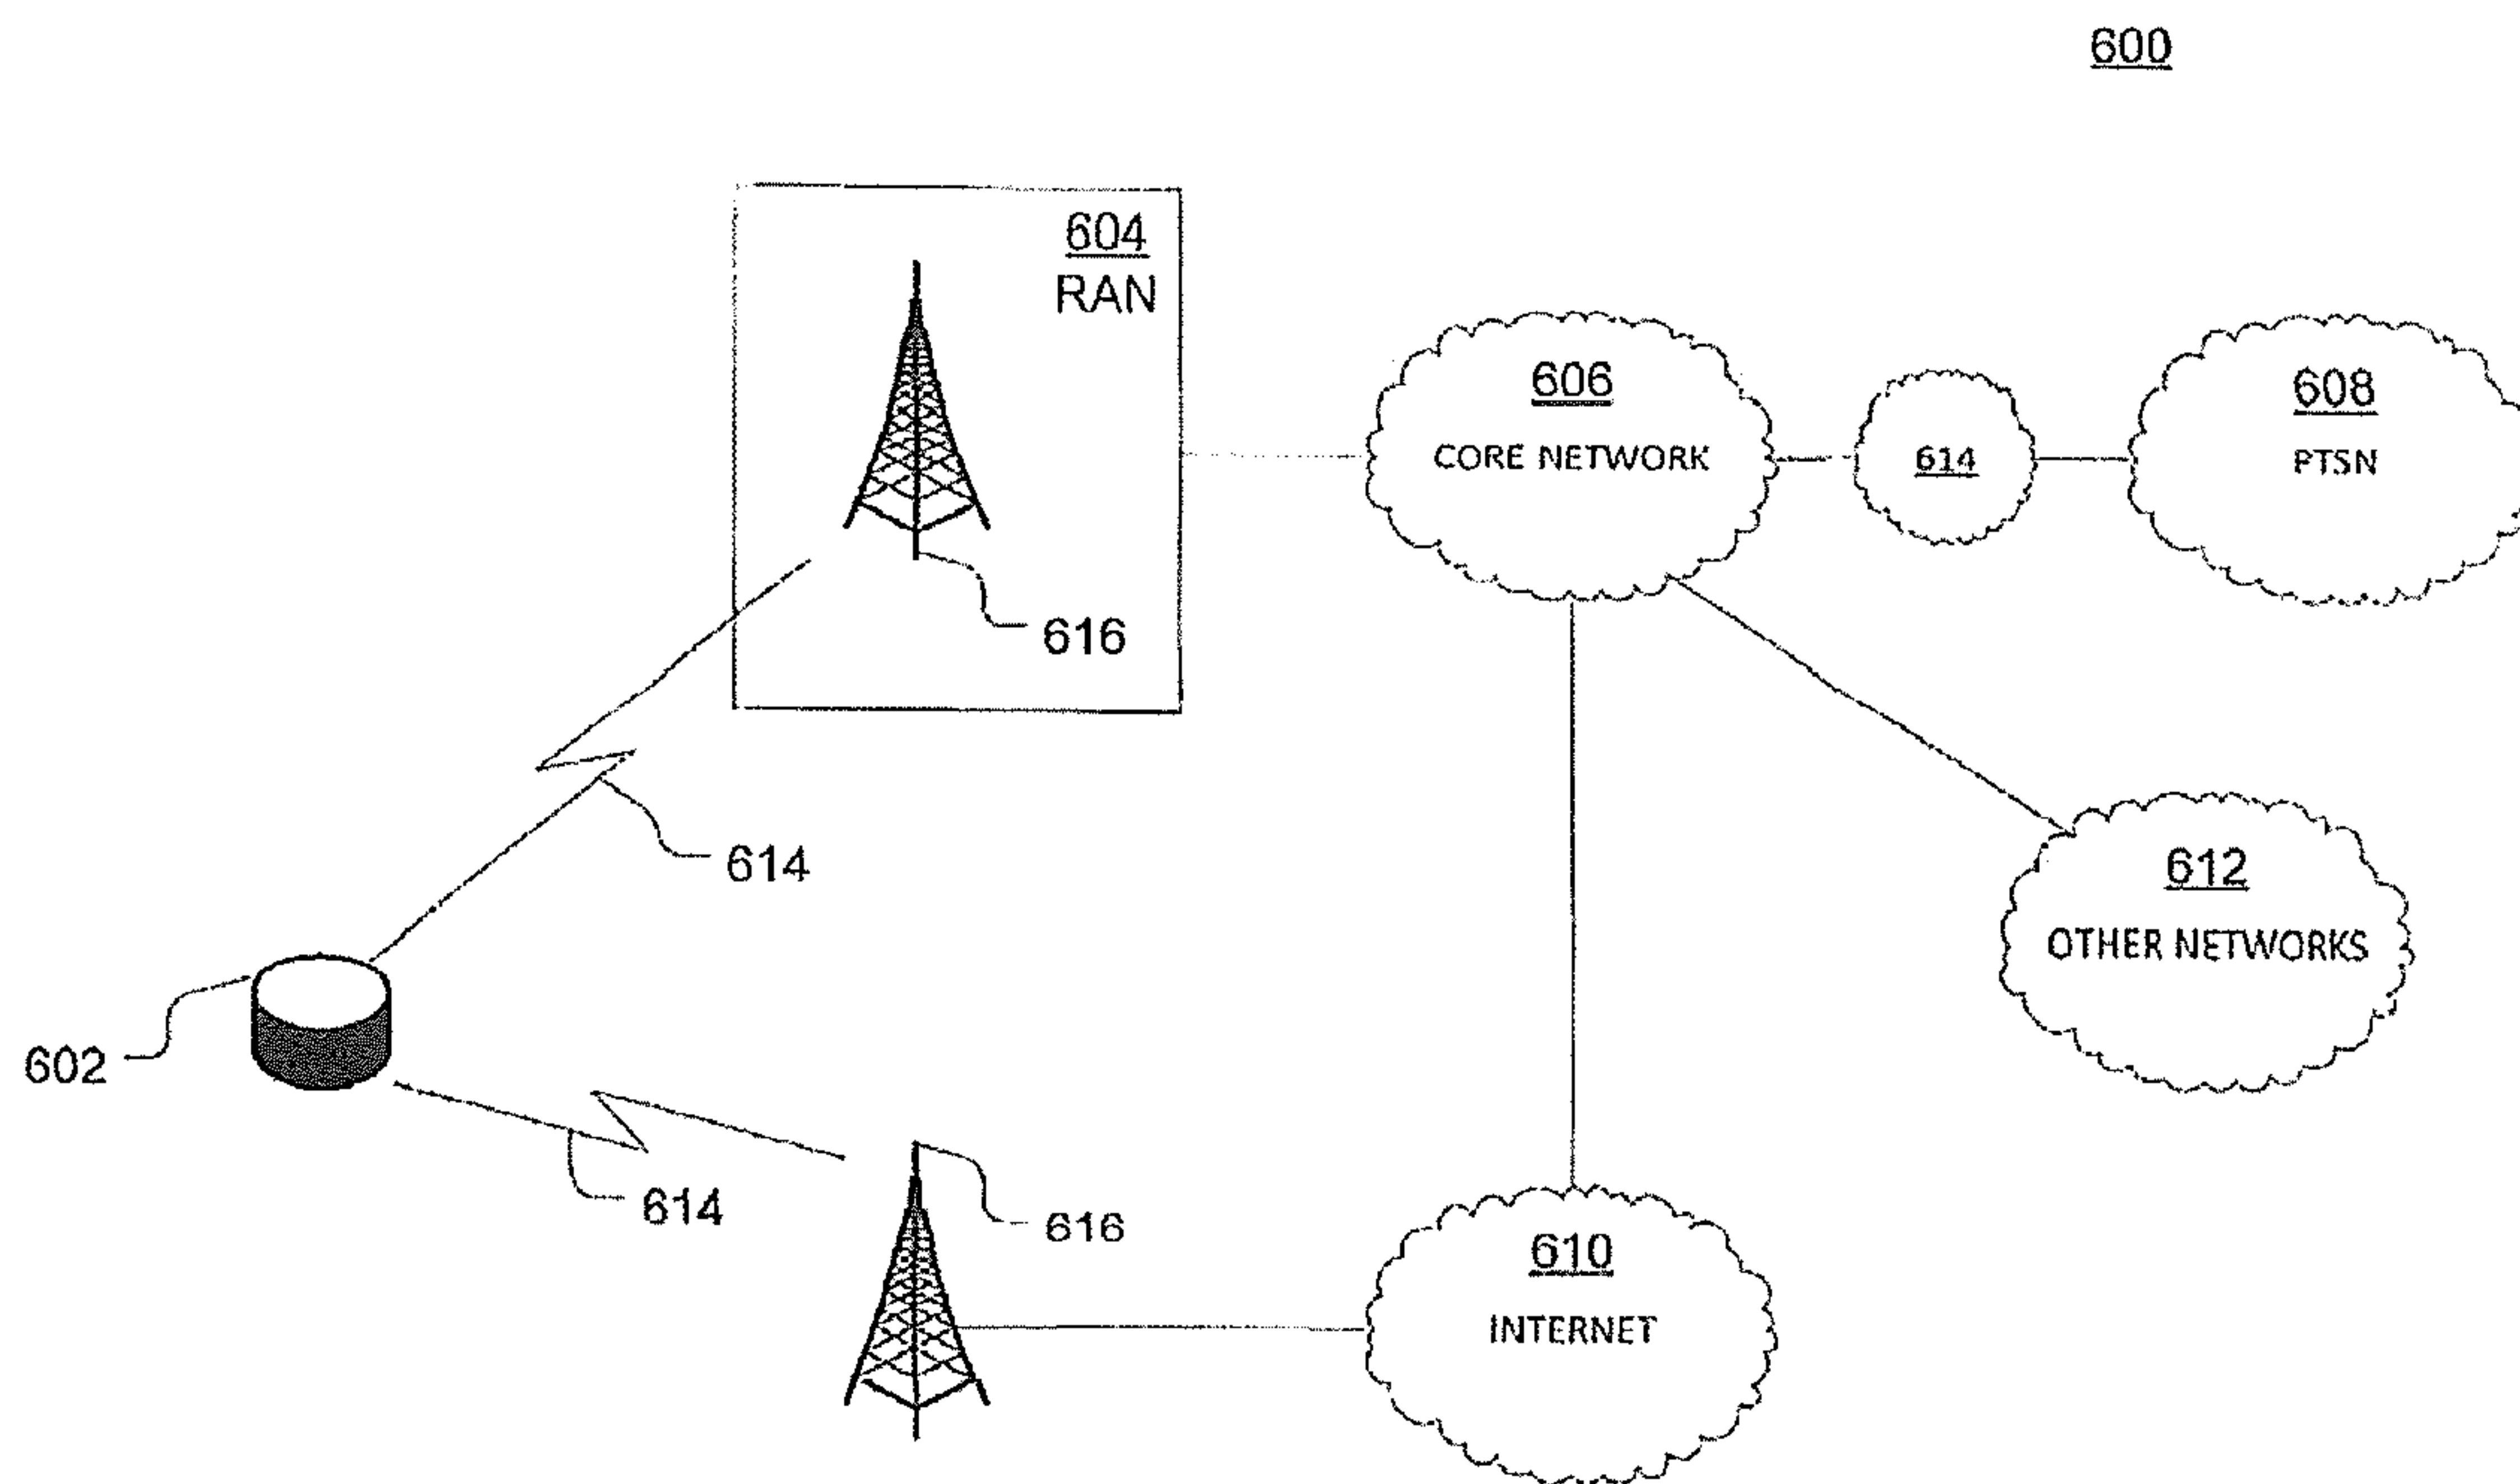 600
604
RAN
616
606
CORE NETWORK
614
608
PTSN
614
612
OTHER NETWORKS
602
614
616
610
INTERNET